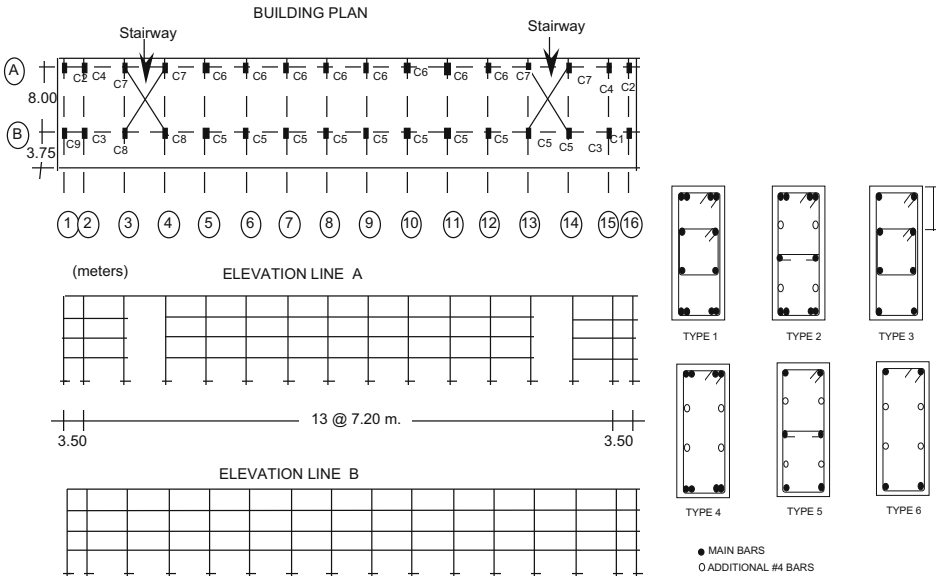 BUILDING PLAN
Stairway
Stairway
A
C2 C4 C7 C7 C6 C6 C6 C6 C6 C6 C6 C6 C7 C7 C4 C2
8.00
B
C9 C3 C8 C8 C5 C5 C5 C5 C5 C5 C5 C5 C5 C5 C3 C1
3.75
1 2 3 4 5 6 7 8 9 10 11 12 13 14 15 16
(meters)
ELEVATION LINE A
3.50
13 @ 7.20 m.
3.50
ELEVATION LINE B
TYPE 1
TYPE 2
TYPE 3
TYPE 4
TYPE 5
TYPE 6
MAIN BARS
ADDITIONAL #4 BARS